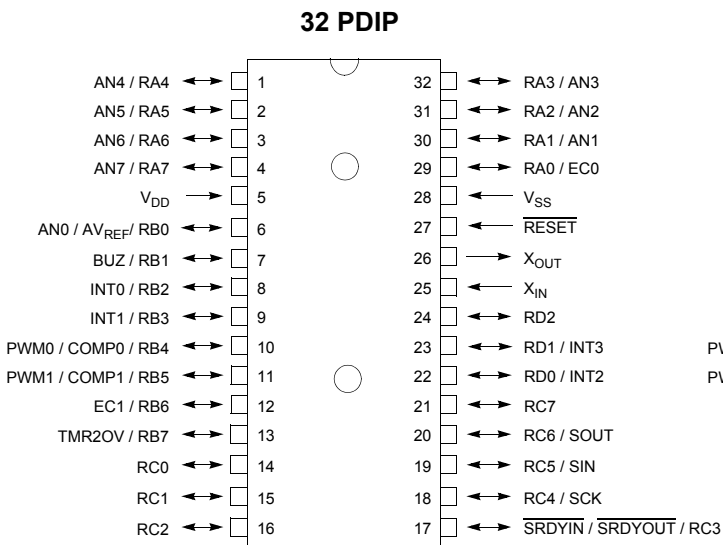 32 PDIP
AN4 / RA4 1 32 RA3 / AN3
AN5 / RA5 2 31 RA2 / AN2
AN6 / RA6 3 30 RA1 / AN1
AN7 / RA7 4 29 RA0 / EC0
VDD 5 28 VSS
AN0 / AVREF/ RB0 6 27 RESET
BUZ / RB1 7 26 XOUT
INT0 / RB2 8 25 XIN
INT1 / RB3 9 24 RD2
PWM0 / COMP0 / RB4 10 23 RD1 / INT3 PW
PWM1 / COMP1 / RB5 11 22 RD0 / INT2 PW
EC1 / RB6 12 21 RC7
TMR2OV / RB7 13 20 RC6 / SOUT
RC0 14 19 RC5 / SIN
RC1 15 18 RC4 / SCK
RC2 16 17 SRDYIN / SRDYOUT / RC3